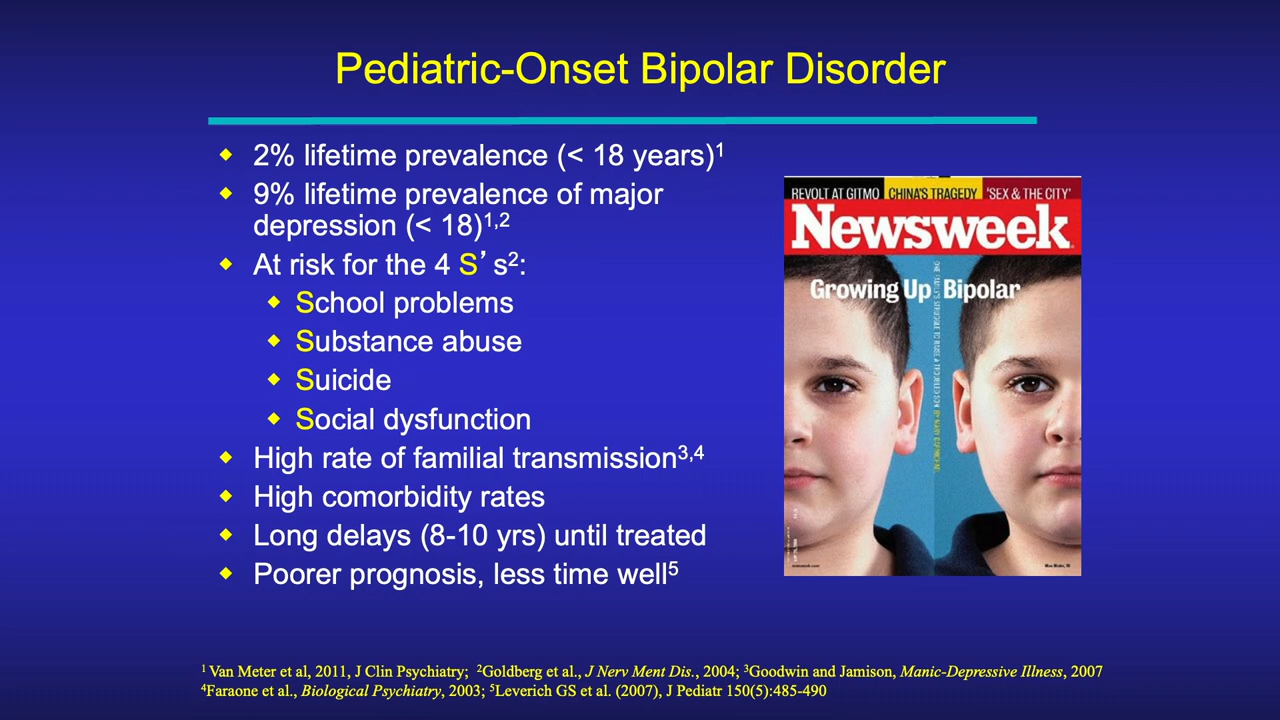 Pediatric-Onset Bipolar Disorder
2% lifetime prevalence (< 18 years)1
9% lifetime prevalence of major
depression (< 18)1,2
At risk for the 4 S’ s2:
School problems
Substance abuse
Suicide
Social dysfunction
High rate of familial transmission3,4
High comorbidity rates
Long delays (8-10 yrs) until treated
Poorer prognosis, less time well5
REVOLT AT GITMO CHINA'S TRAGEDY 'SEX & THE CITY'
Newsweek
Growing Up Bipolar
1 Van Meter et al, 2011, J Clin Psychiatry; 2Goldberg et al., J Nerv Ment Dis., 2004; 3Goodwin and Jamison, Manic-Depressive Illness, 2007
4Faraone et al., Biological Psychiatry, 2003; 5Leverich GS et al. (2007), J Pediatr 150(5):485-490